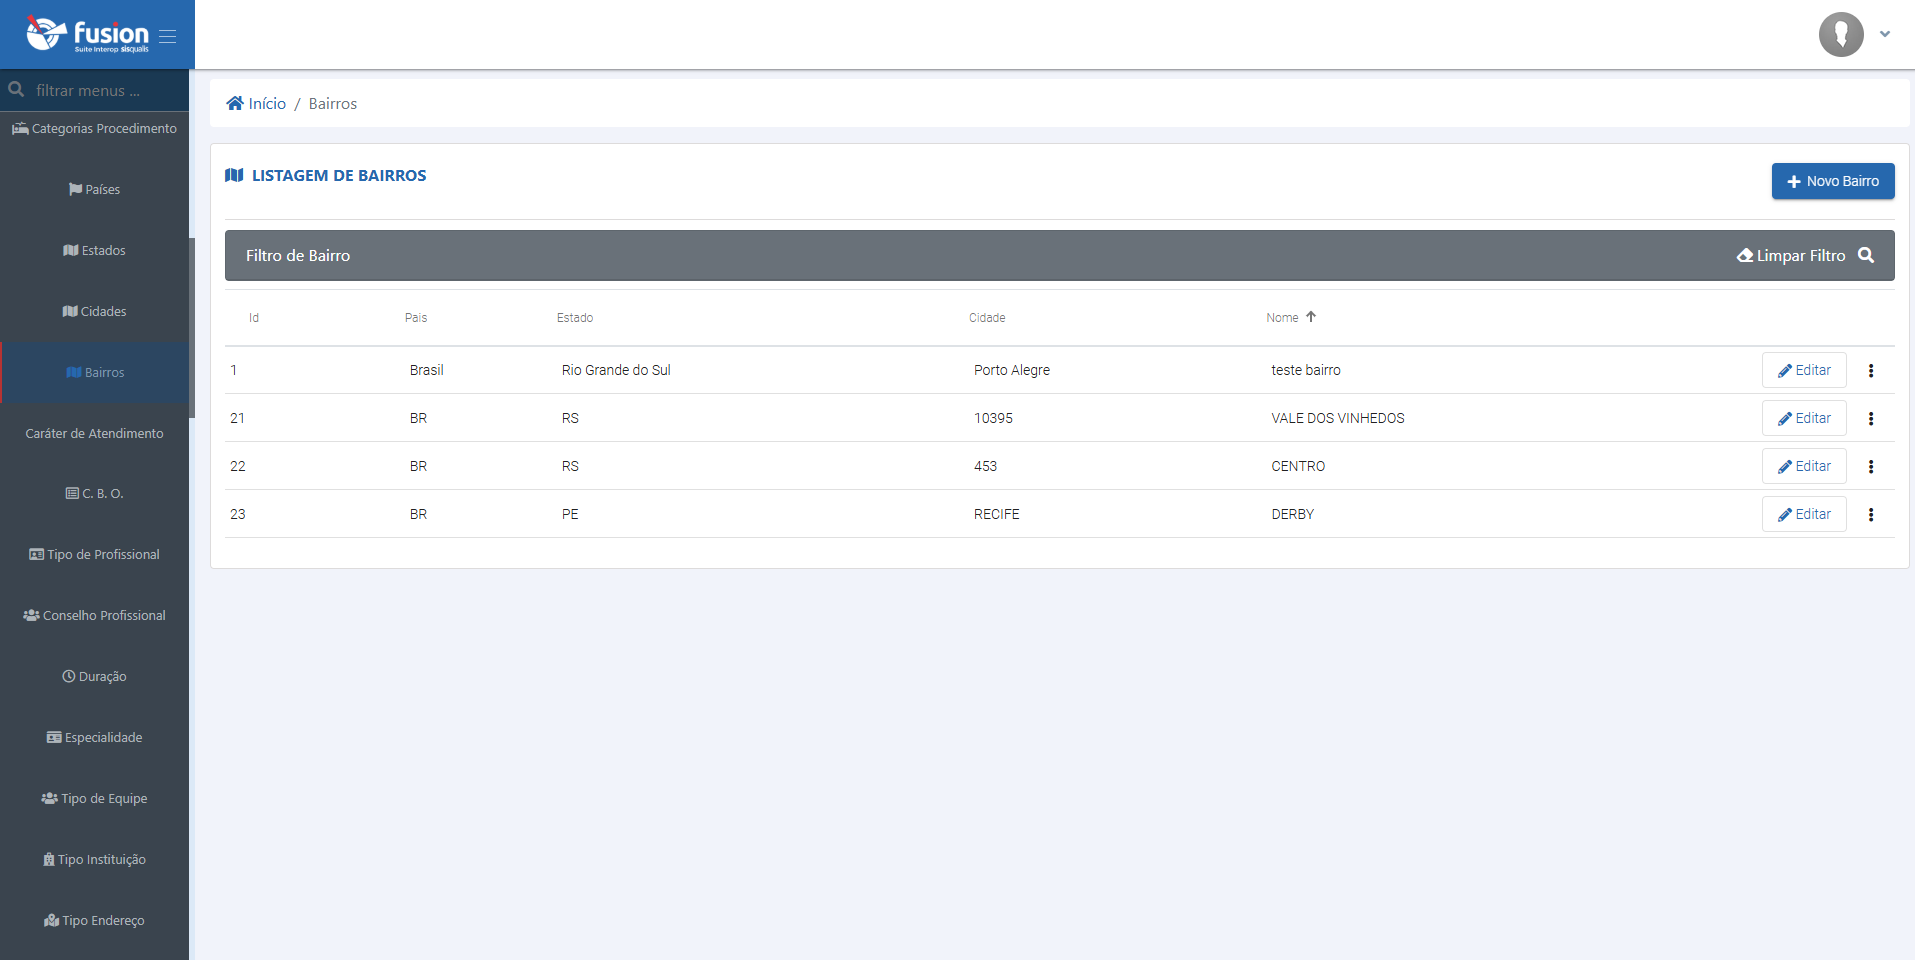 fusion
Suite Interop sisqualis
filtrar menus ...
Categorias Procedimento
Países
Estados
Cidades
Bairros
Caráter de Atendimento
C. B. O.
Tipo de Profissional
Conselho Profissional
Duração
Especialidade
Tipo de Equipe
Tipo Instituição
Tipo Endereço
Início / Bairros
LISTAGEM DE BAIRROS
Novo Bairro
Filtro de Bairro Limpar Filtro
Id Pais Estado Cidade Nome
1 Brasil Rio Grande do Sul Porto Alegre teste bairro Editar
21 BR RS 10395 VALE DOS VINHEDOS Editar
22 BR RS 453 CENTRO Editar
23 BR PE RECIFE DERBY Editar